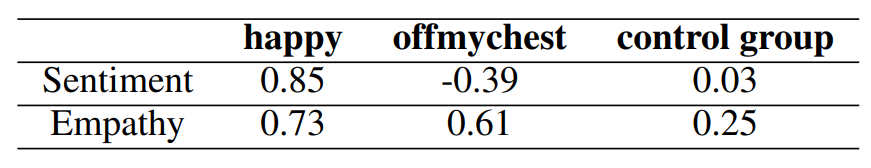 happy offmychest control group
Sentiment 0.85 -0.39 0.03
Empathy 0.73 0.61 0.25